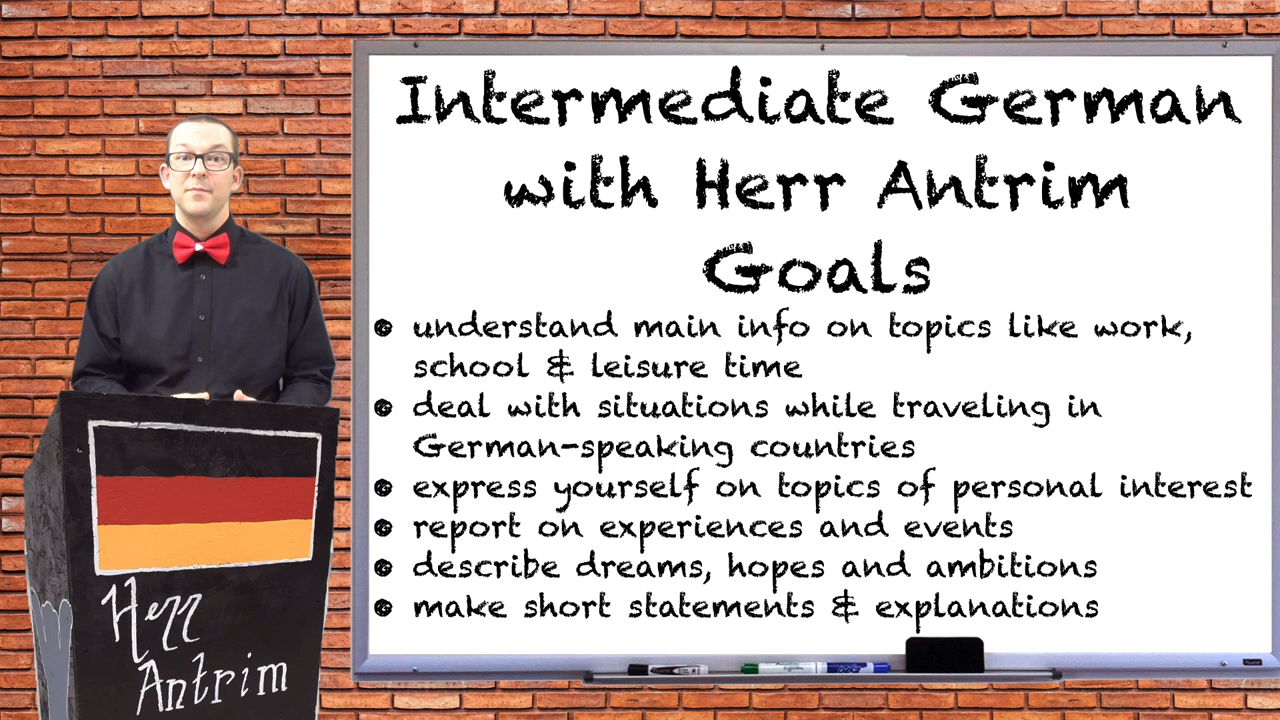 Intermediate German
with Herr Antrim
Goals
• understand main info on topics like work,
school & leisure time
• deal with situations while traveling in
German-speaking countries
• express yourself on topics of personal interest
• report on experiences and events
• describe dreams, hopes and ambitions
• make short statements & explanations
Herr
Antrim